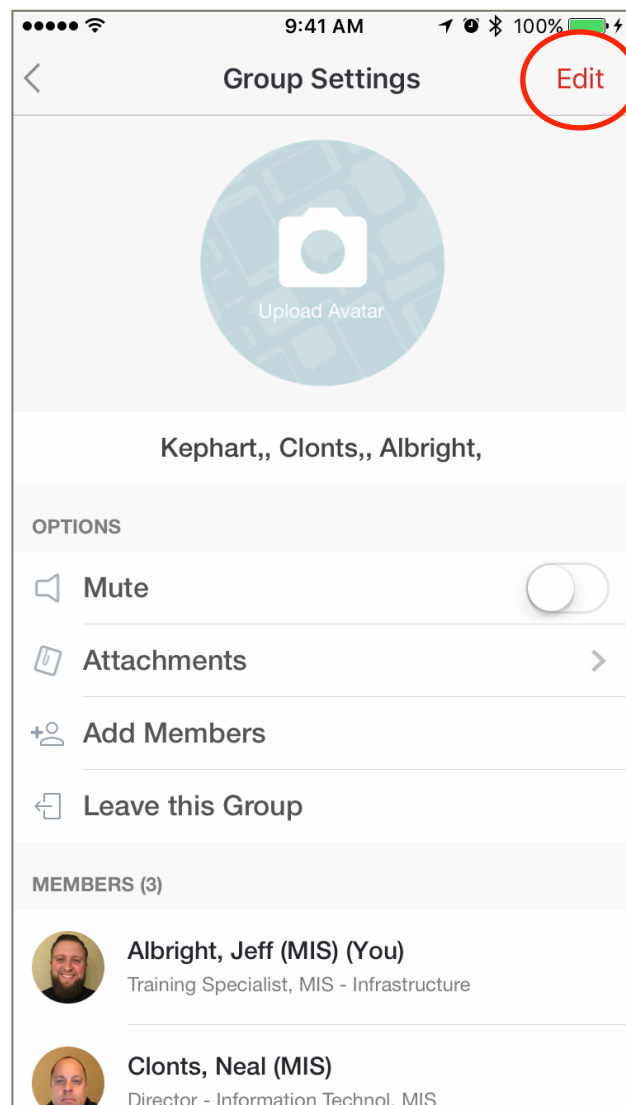 9:41 AM 100%
Group Settings Edit
Upload Avatar
Kephart,, Clonts,, Albright,
OPTIONS
Mute
Attachments
Add Members
Leave this Group
MEMBERS (3)
Albright, Jeff (MIS) (You)
Training Specialist, MIS - Infrastructure
Clonts, Neal (MIS)
Director - Information Technol, MIS